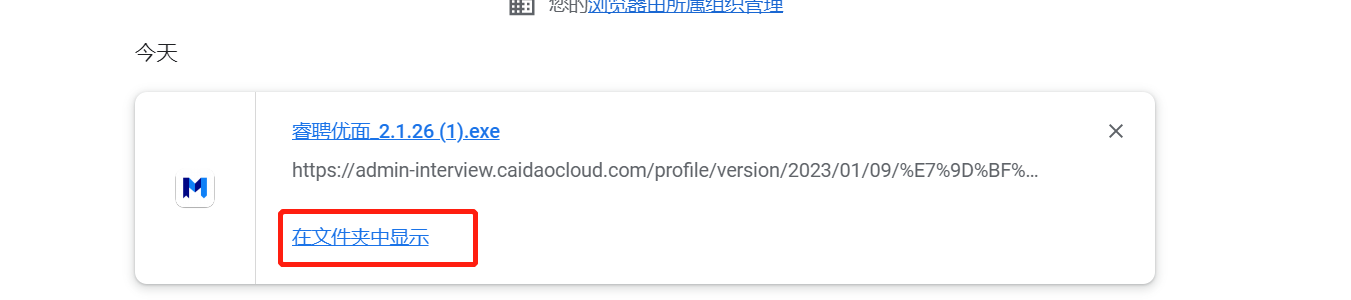 您的浏览器由所属组织管理
今天
睿聘优面_2.1.26 (1).exe
https://admin-interview.caidaocloud.com/profile/version/2023/01/09/%E7%9D%BF%…
在文件夹中显示